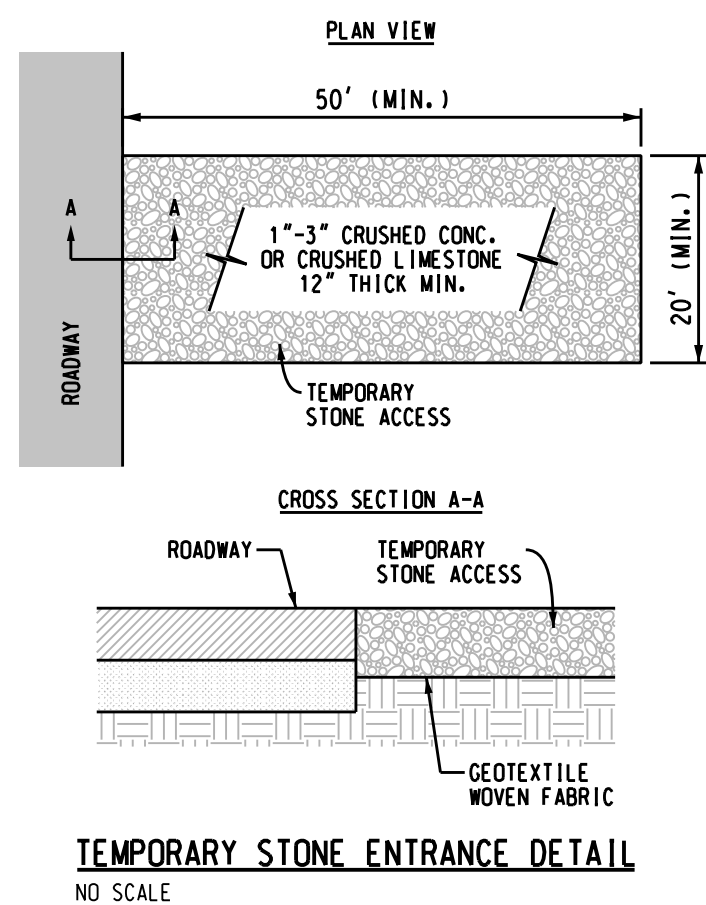 PLAN VIEW
50' (MIN.)
A
A
1"-3" CRUSHED CONC.
OR CRUSHED LIMESTONE
12" THICK MIN.
20' (MIN.)
ROADWAY
TEMPORARY
STONE ACCESS
CROSS SECTION A-A
ROADWAY
TEMPORARY
STONE ACCESS
GEOTEXTILE
WOVEN FABRIC
TEMPORARY STONE ENTRANCE DETAIL
NO SCALE